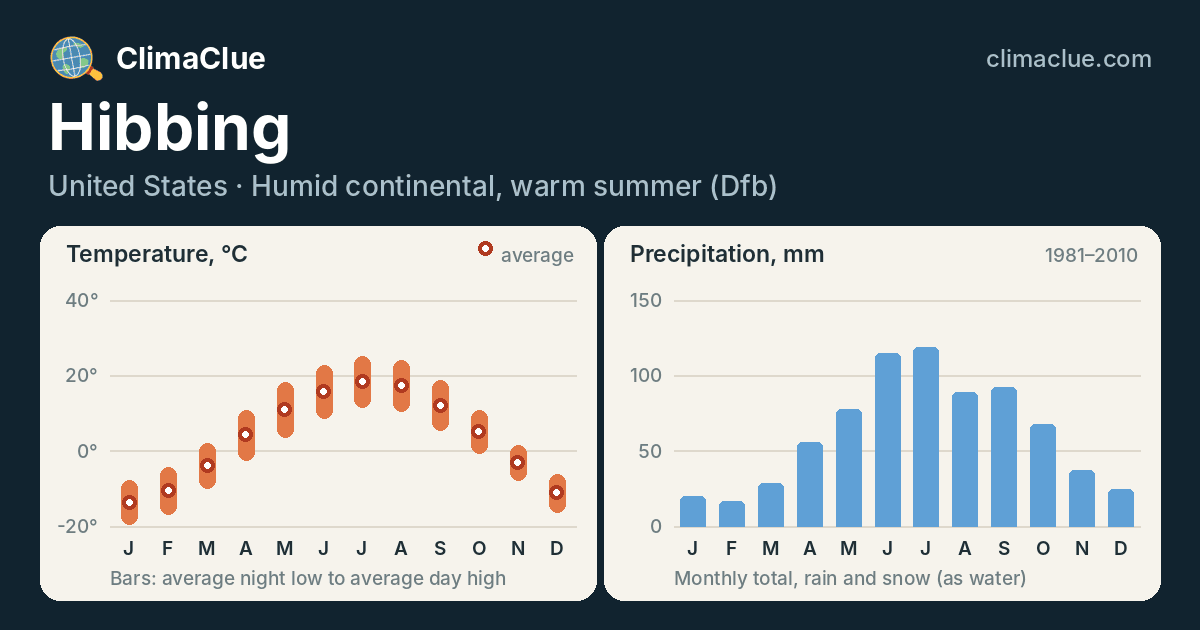 ClimaClue
climaclue.com
Hibbing
United States · Humid continental, warm summer (Dfb)
Temperature, °C
average
40°
20°
0°
-20°
J F M A M J J A S O N D
Bars: average night low to average day high
Precipitation, mm
1981–2010
150
100
50
0
J F M A M J J A S O N D
Monthly total, rain and snow (as water)